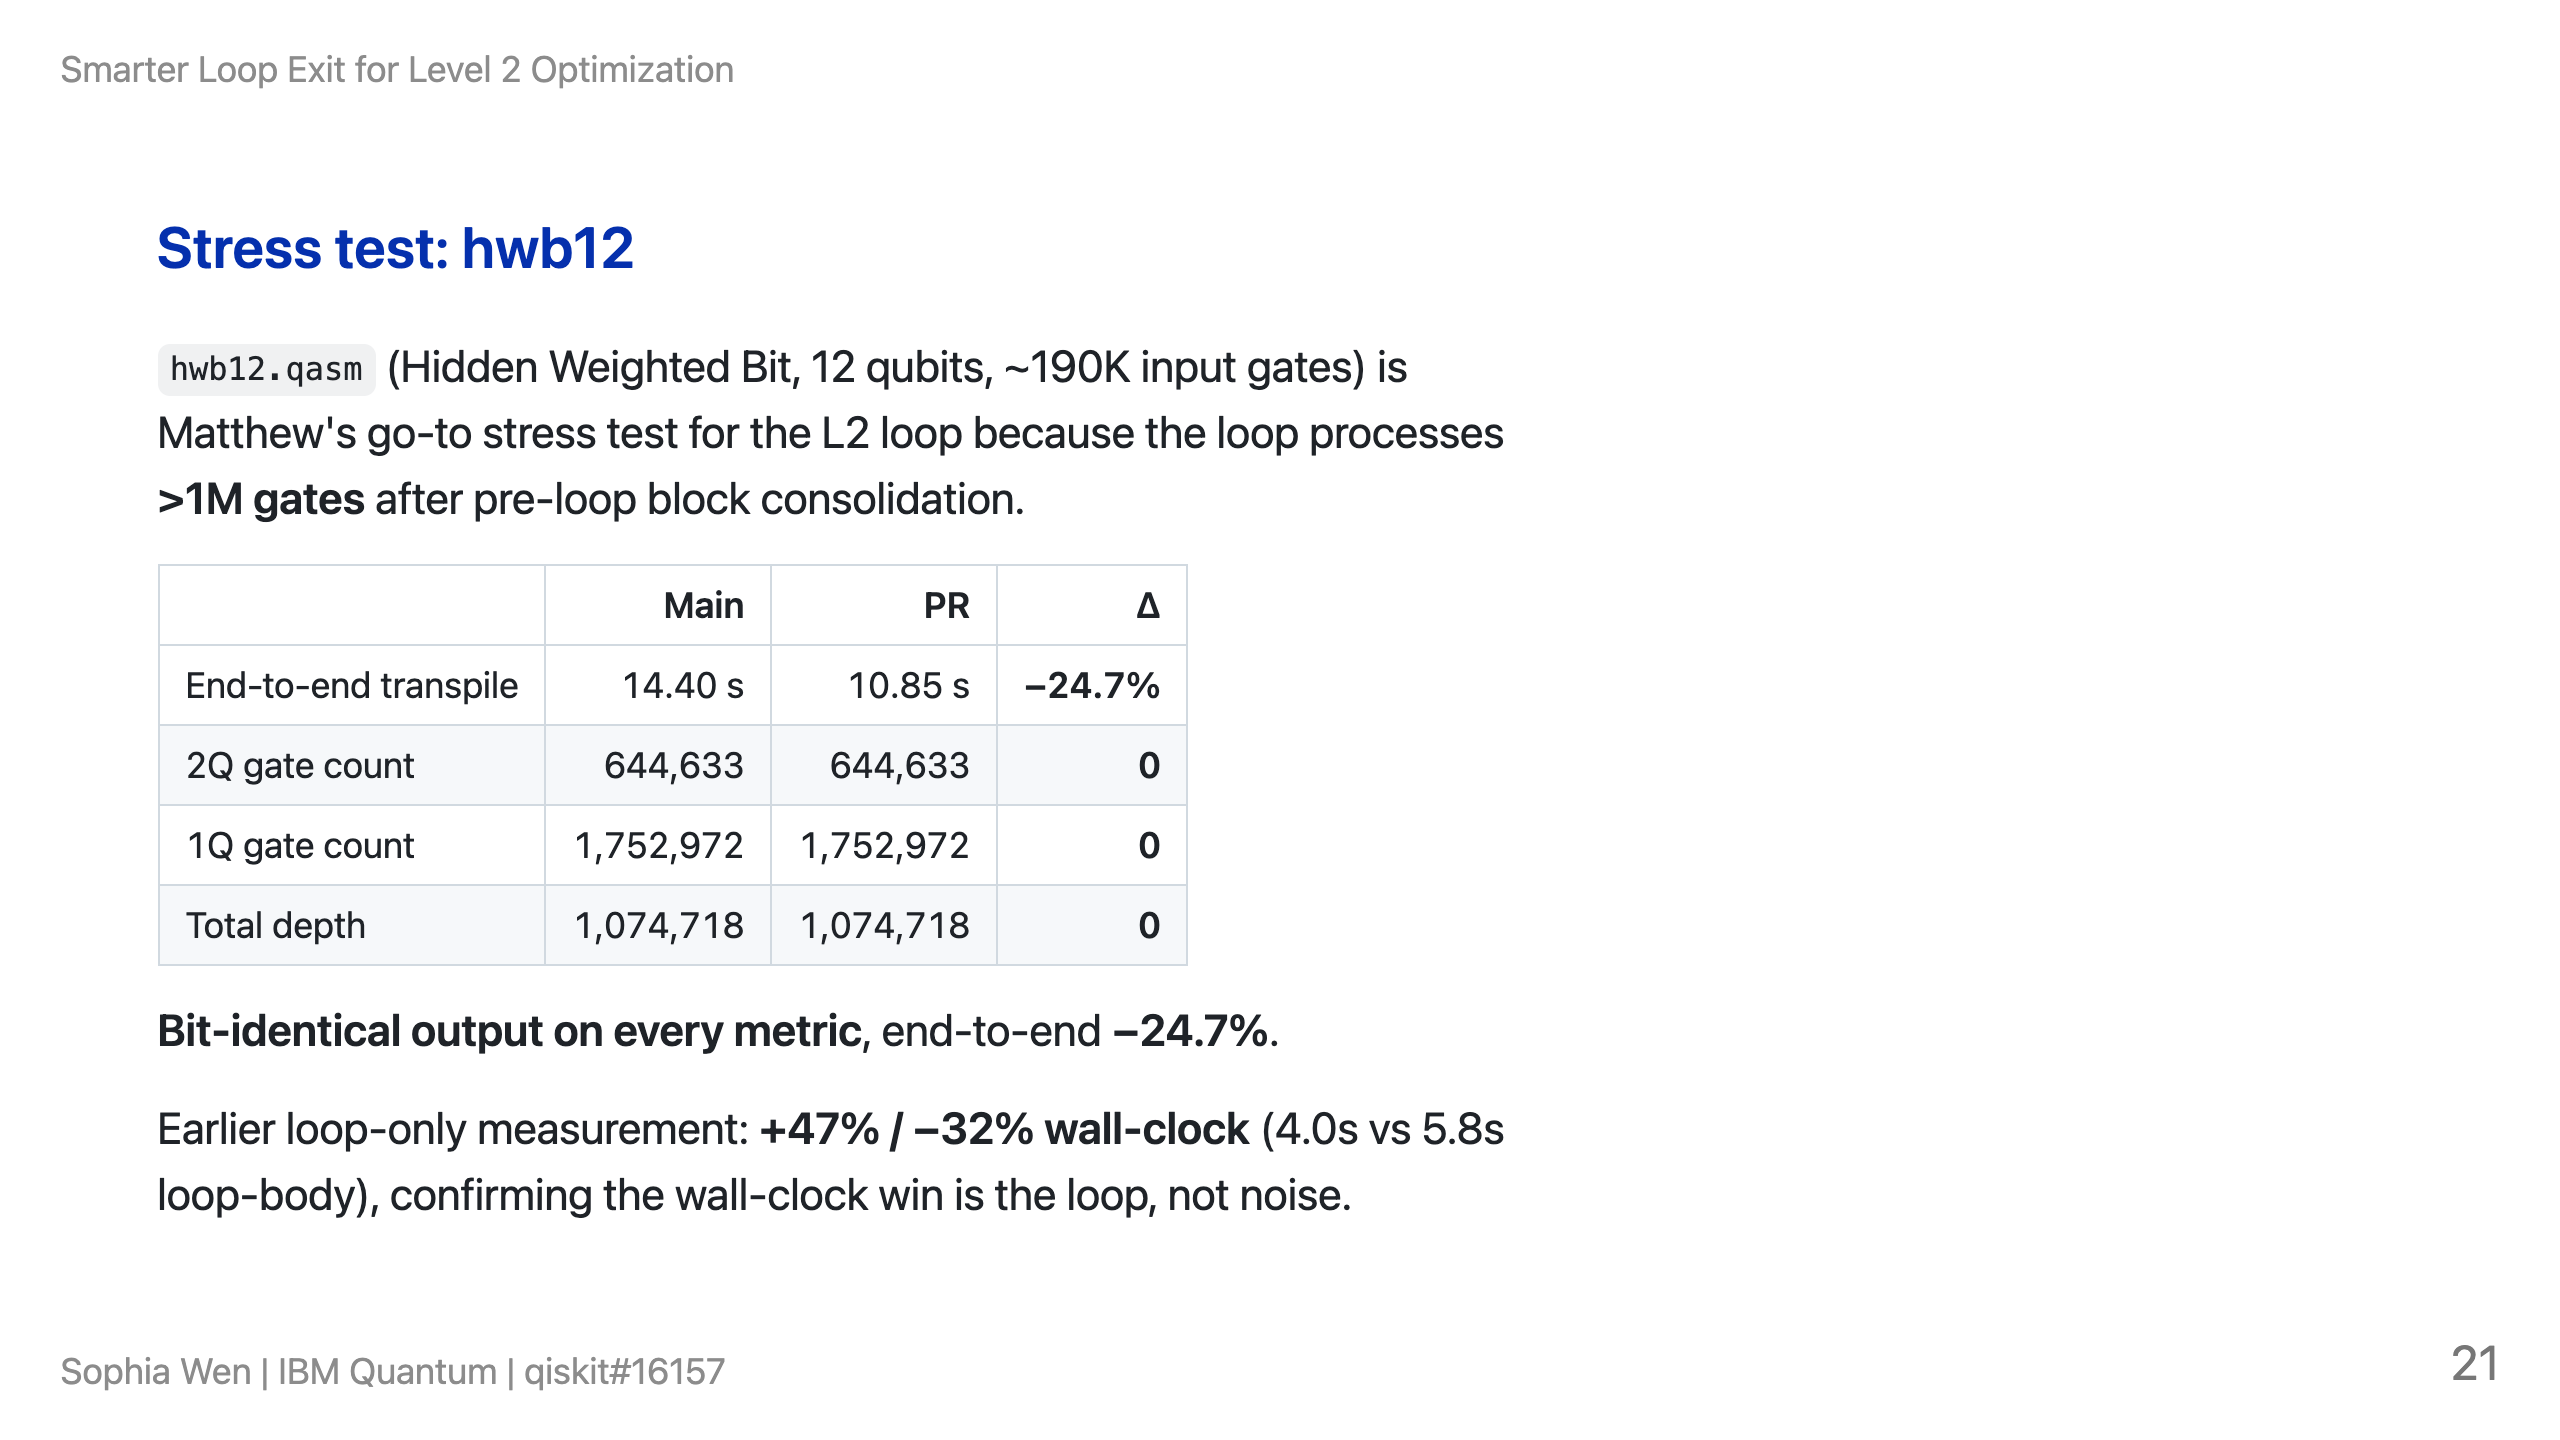 Smarter Loop Exit for Level 2 Optimization
Stress test: hwb12
hwb12.qasm (Hidden Weighted Bit, 12 qubits, ~190K input gates) is
Matthew's go-to stress test for the L2 loop because the loop processes
>1M gates after pre-loop block consolidation.
Main PR Δ
End-to-end transpile 14.40 s 10.85 s −24.7%
2Q gate count 644,633 644,633 0
1Q gate count 1,752,972 1,752,972 0
Total depth 1,074,718 1,074,718 0
Bit-identical output on every metric, end-to-end −24.7%.
Earlier loop-only measurement: +47% / −32% wall-clock (4.0s vs 5.8s
loop-body), confirming the wall-clock win is the loop, not noise.
Sophia Wen | IBM Quantum | qiskit#16157
21